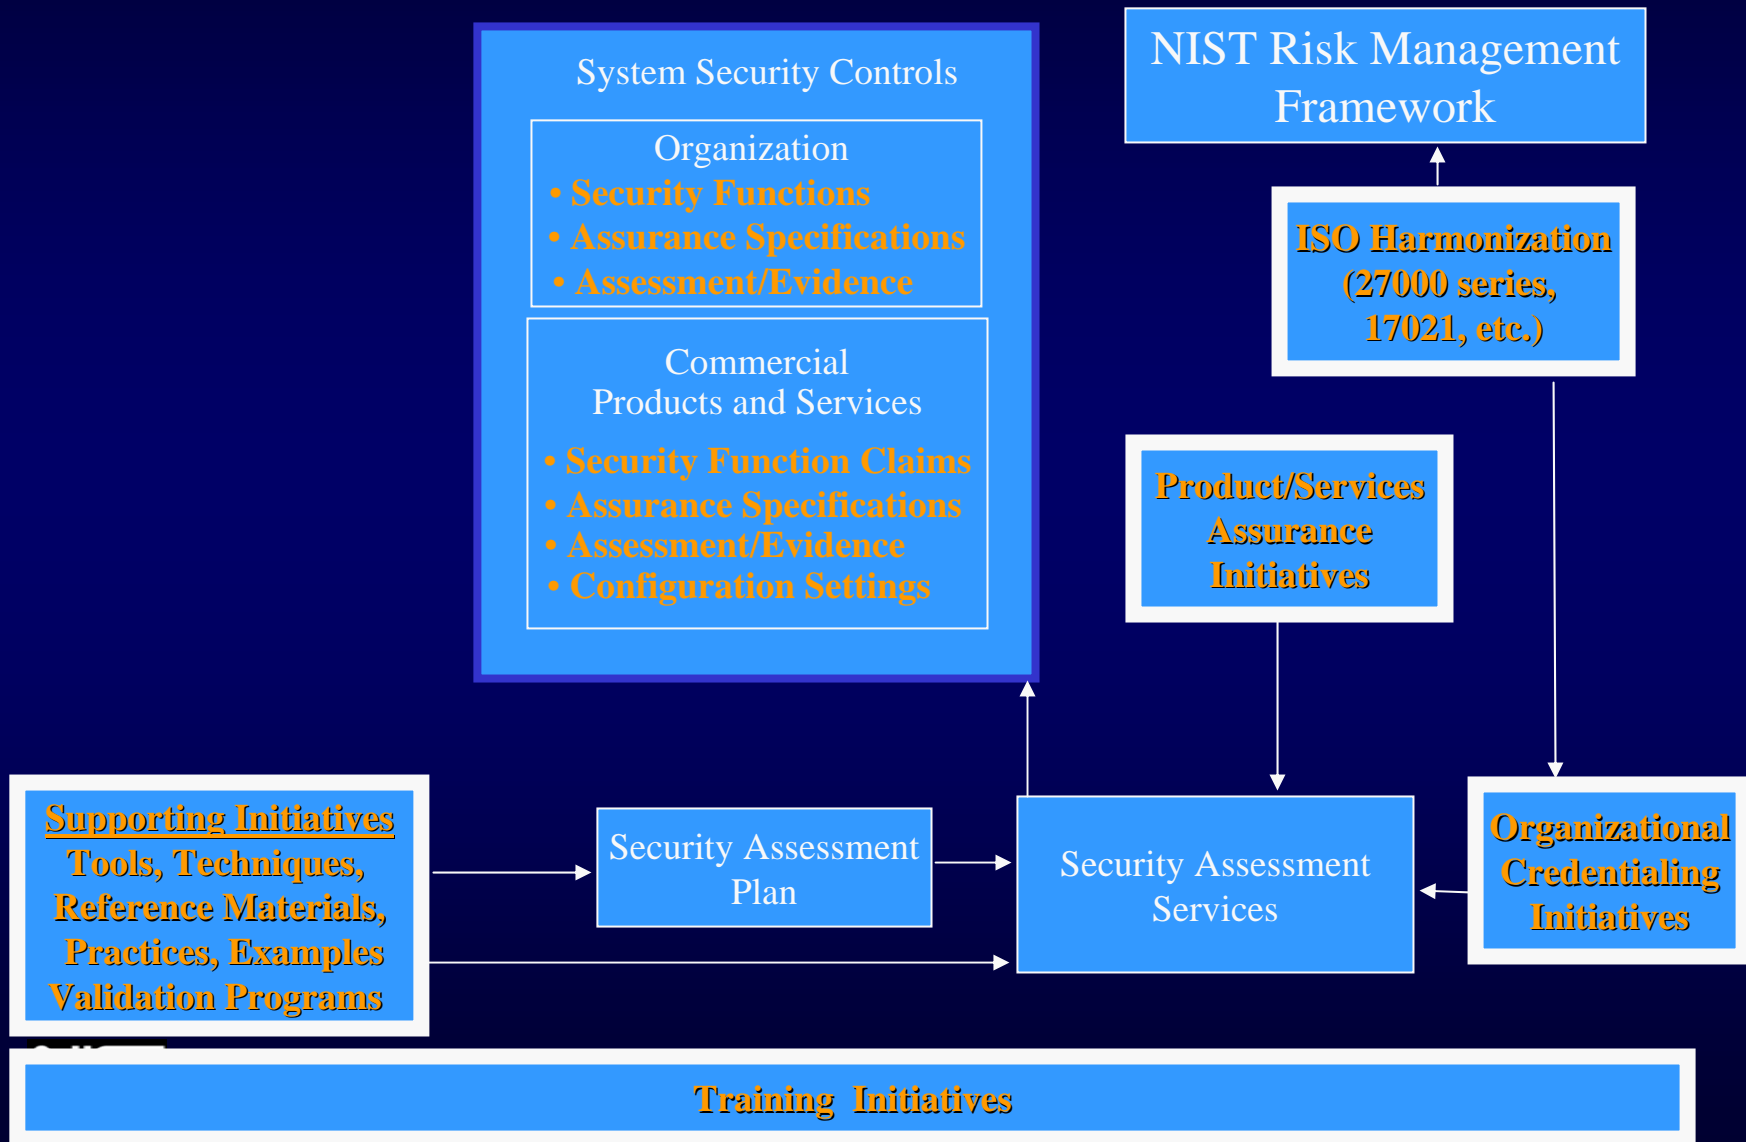 System Security Controls
Organization
• Security Functions
• Assurance Specifications
• Assessment/Evidence
Commercial
Products and Services
• Security Function Claims
• Assurance Specifications
• Assessment/Evidence
• Configuration Settings
NIST Risk Management
Framework
ISO Harmonization
(27000 series,
17021, etc.)
Product/Services
Assurance
Initiatives
Supporting Initiatives
Tools, Techniques,
Reference Materials,
Practices, Examples
Validation Programs
Security Assessment
Plan
Security Assessment
Services
Organizational
Credentialing
Initiatives
Training Initiatives